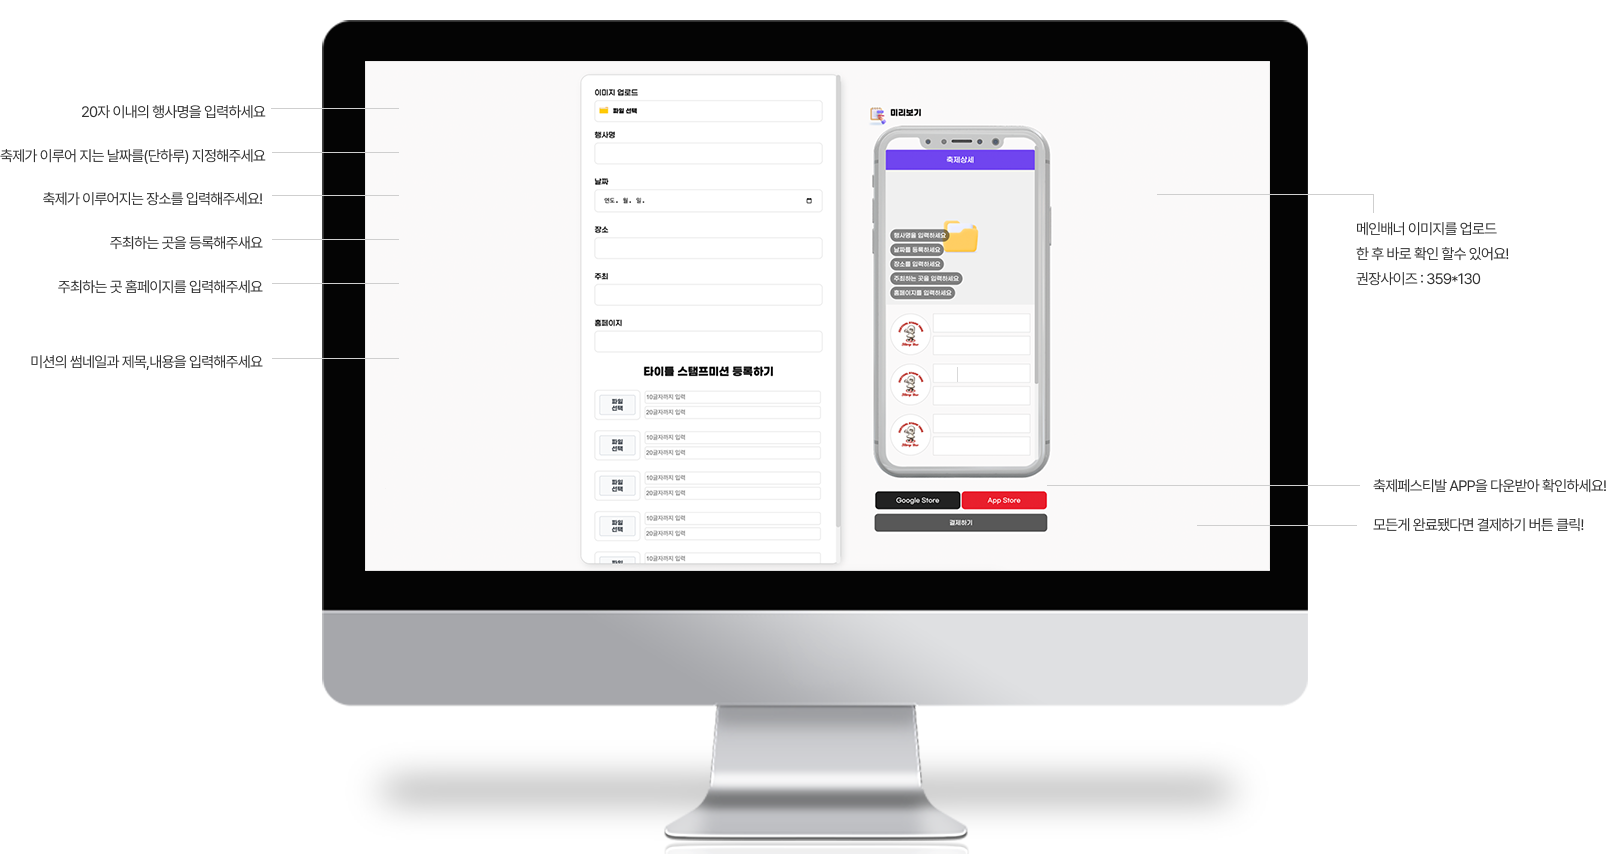 20자 이내의 행사명을 입력하세요
축제가 이루어 지는 날짜를(단하루) 지정해주세요
축제가 이루어지는 장소를 입력해주세요!
주최하는 곳을 등록해주세요
주최하는 곳 홈페이지를 입력해주세요
미션의 썸네일과 제목,내용을 입력해주세요
이미지 업로드
파일 선택
행사명
날짜
연도. 월. 일.
장소
주최
홈페이지
타이틀 스탬프미션 등록하기
파일
선택
10글자까지 입력
20글자까지 입력
파일
선택
10글자까지 입력
20글자까지 입력
파일
선택
10글자까지 입력
20글자까지 입력
파일
선택
10글자까지 입력
20글자까지 입력
파일
10글자까지 입력
미리보기
축제상세
행사명을 입력하세요
날짜를 등록하세요
장소를 입력하세요
주최하는 곳을 입력하세요
홈페이지를 입력하세요
Google Store
App Store
결제하기
메인배너 이미지를 업로드
한 후 바로 확인 할수 있어요!
권장사이즈 : 359*130
축제페스티발 APP을 다운받아 확인하세요!
모든게 완료됐다면 결제하기 버튼 클릭!